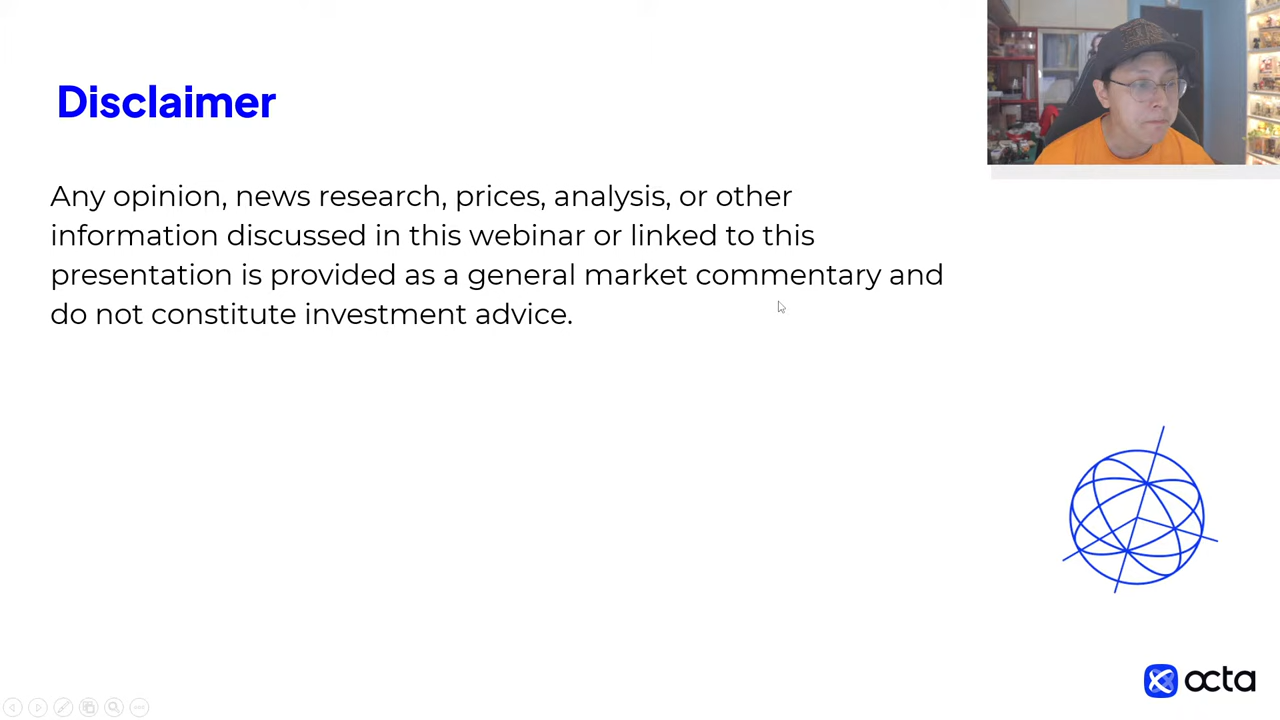 Disclaimer
Any opinion, news research, prices, analysis, or other
information discussed in this webinar or linked to this
presentation is provided as a general market commentary and
do not constitute investment advice.
octa